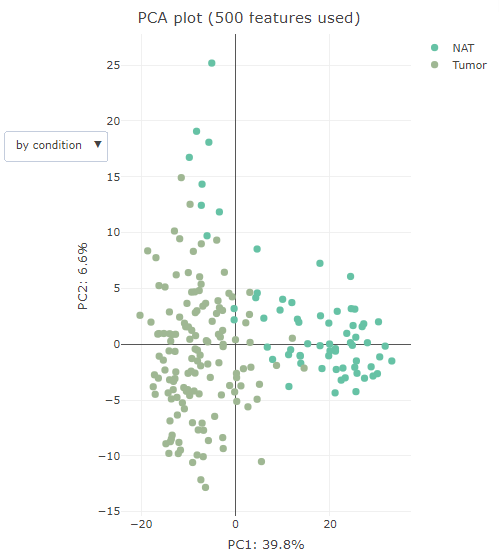 PCA plot (500 features used)
NAT
Tumor
by condition ▼
PC2: 6.6%
25
20
15
10
5
0
−5
−10
−15
−20
0
20
PC1: 39.8%